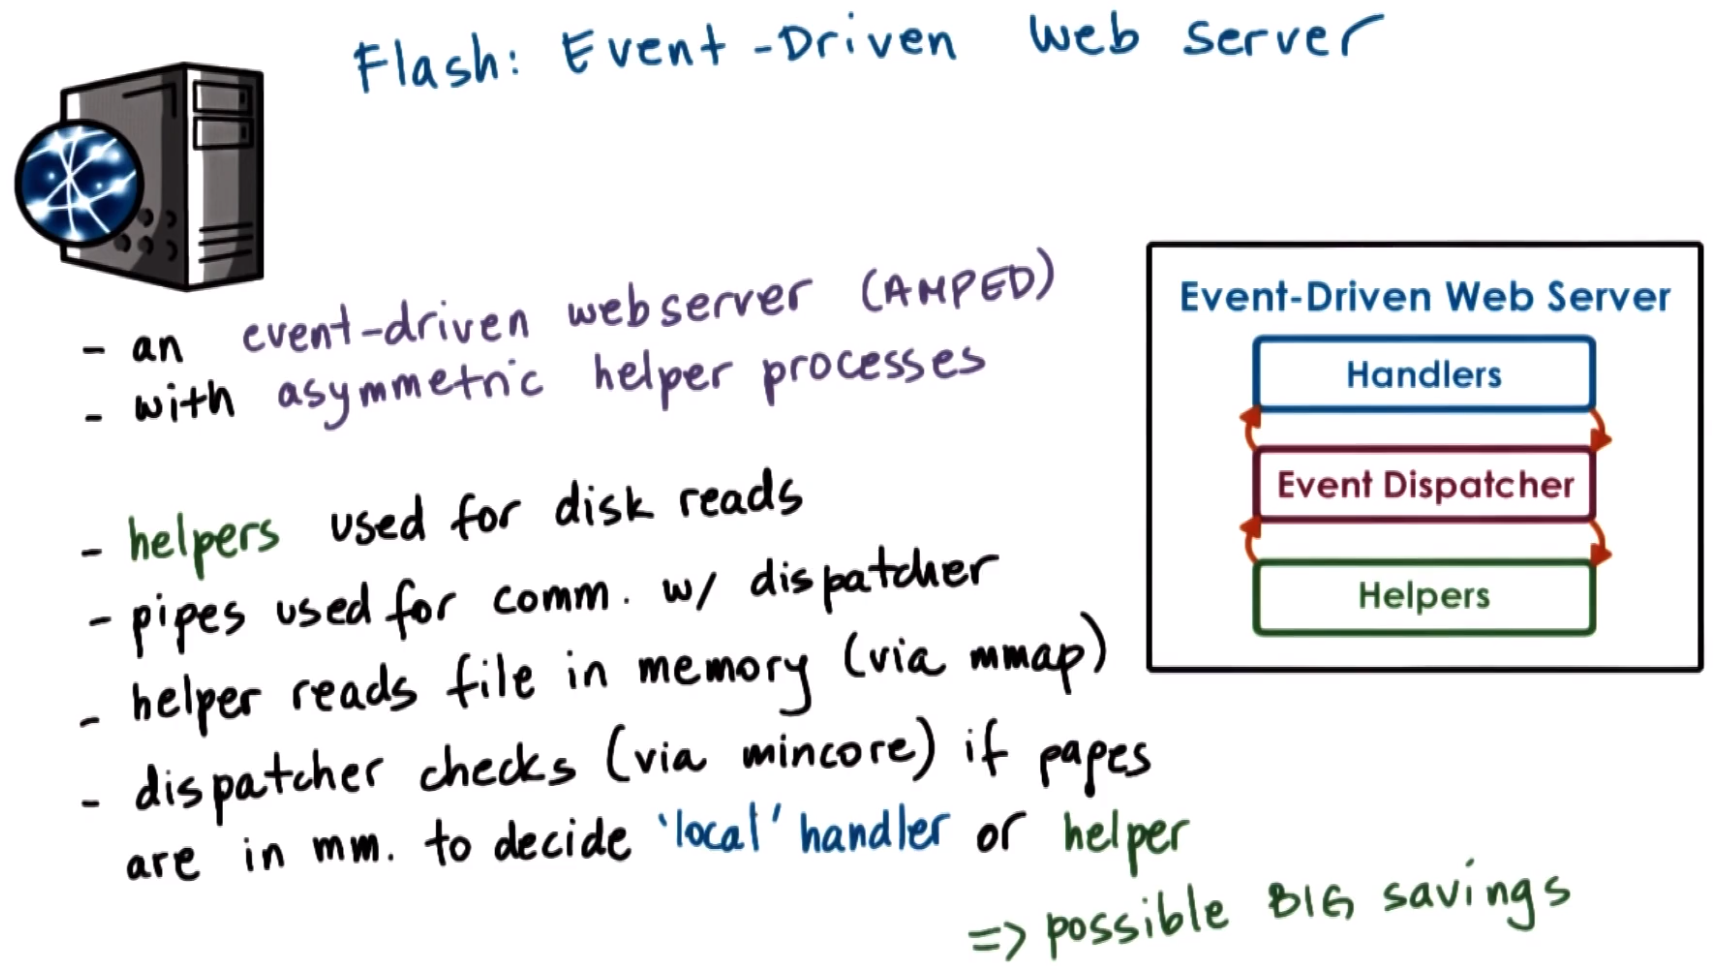 Flash: Event-Driven Web Server
- an event-driven webserver (AMPED)
- with asymmetric helper processes
- helpers used for disk reads
- pipes used for comm. w/ dispatcher
- helper reads file in memory (via mmap)
- dispatcher checks (via mincore) if pages
are in mm. to decide 'local' handler or helper
=> possible BIG savings
Event-Driven Web Server
Handlers
Event Dispatcher
Helpers